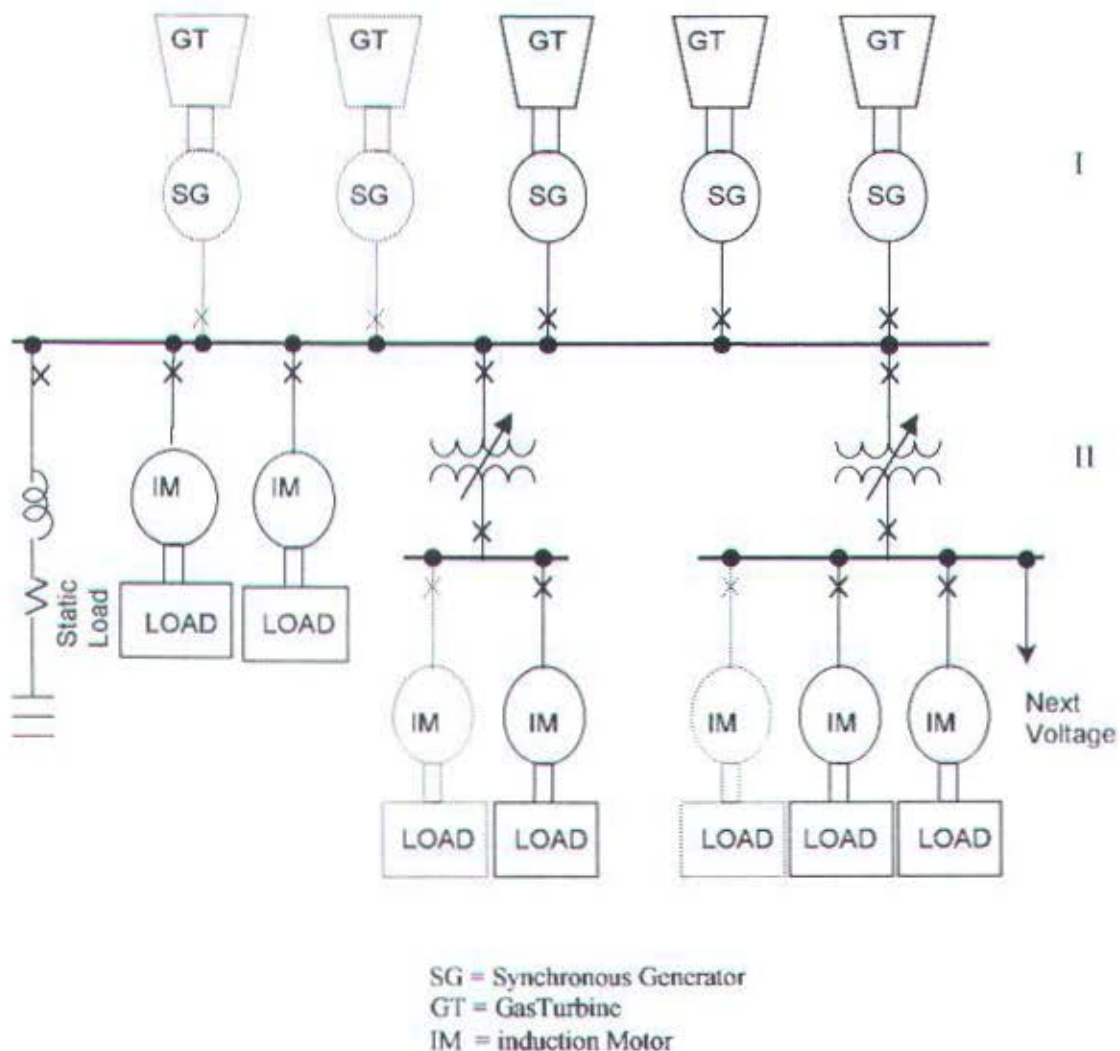 GT GT GT GT GT
SG SG SG SG SG
I
II
IM IM
Static
Load
LOAD LOAD
IM IM IM IM IM
Next
Voltage
LOAD LOAD LOAD LOAD LOAD
SG = Synchronous Generator
GT = GasTurbine
IM = induction Motor